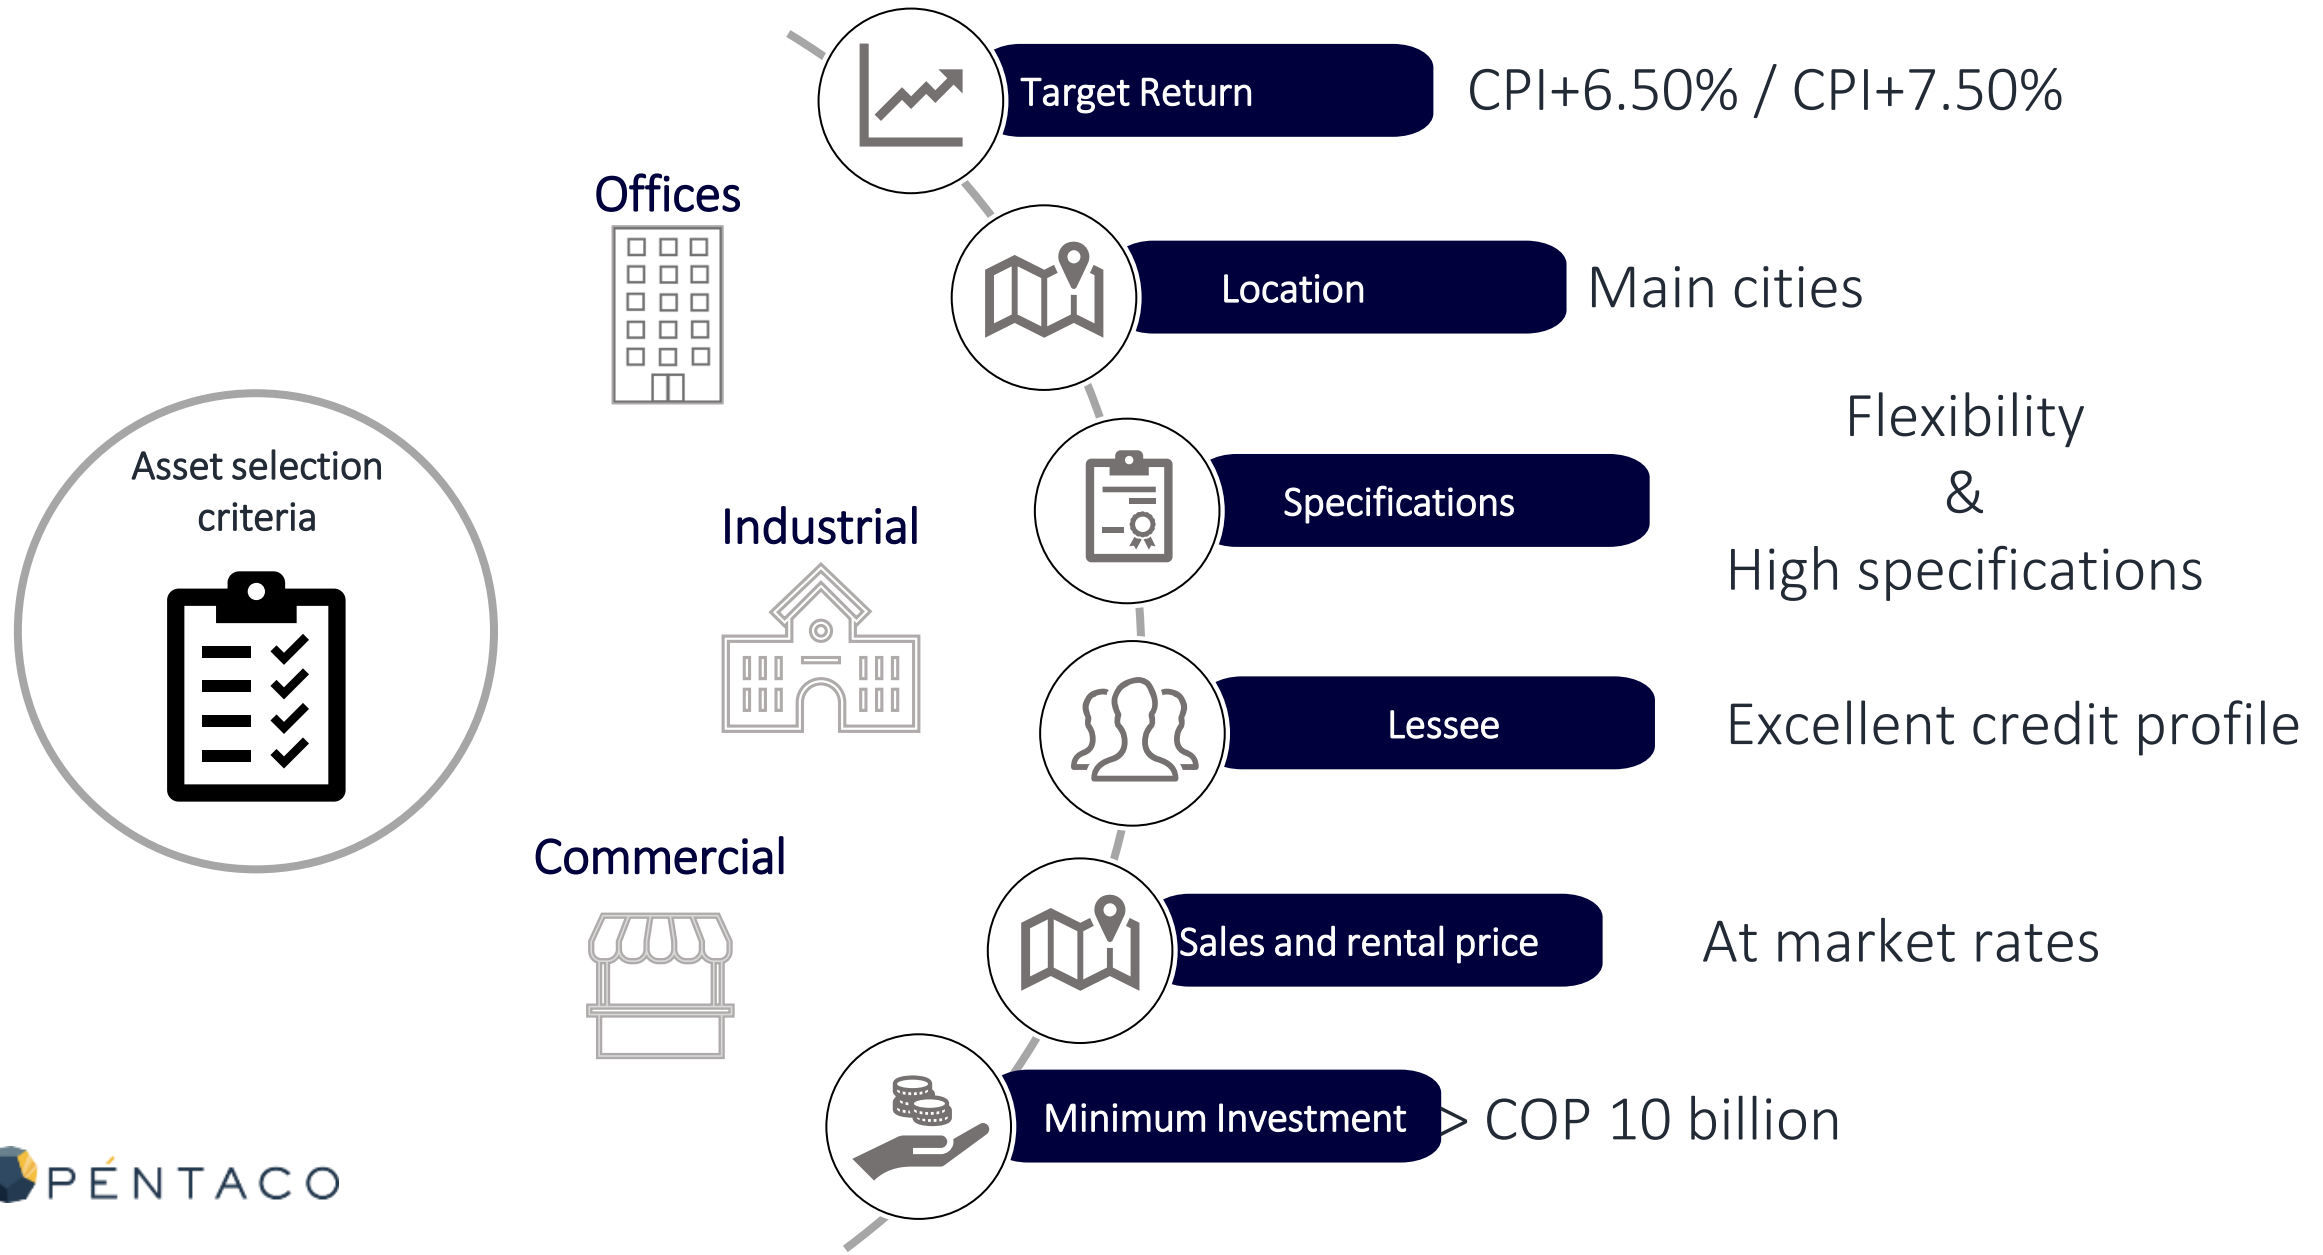 Asset selection
criteria
Offices
Industrial
Commercial
Target Return
CPI+6.50% / CPI+7.50%
Location
Main cities
Specifications
Flexibility
&
High specifications
Lessee
Excellent credit profile
Sales and rental price
At market rates
Minimum Investment
> COP 10 billion
PÉNTACO